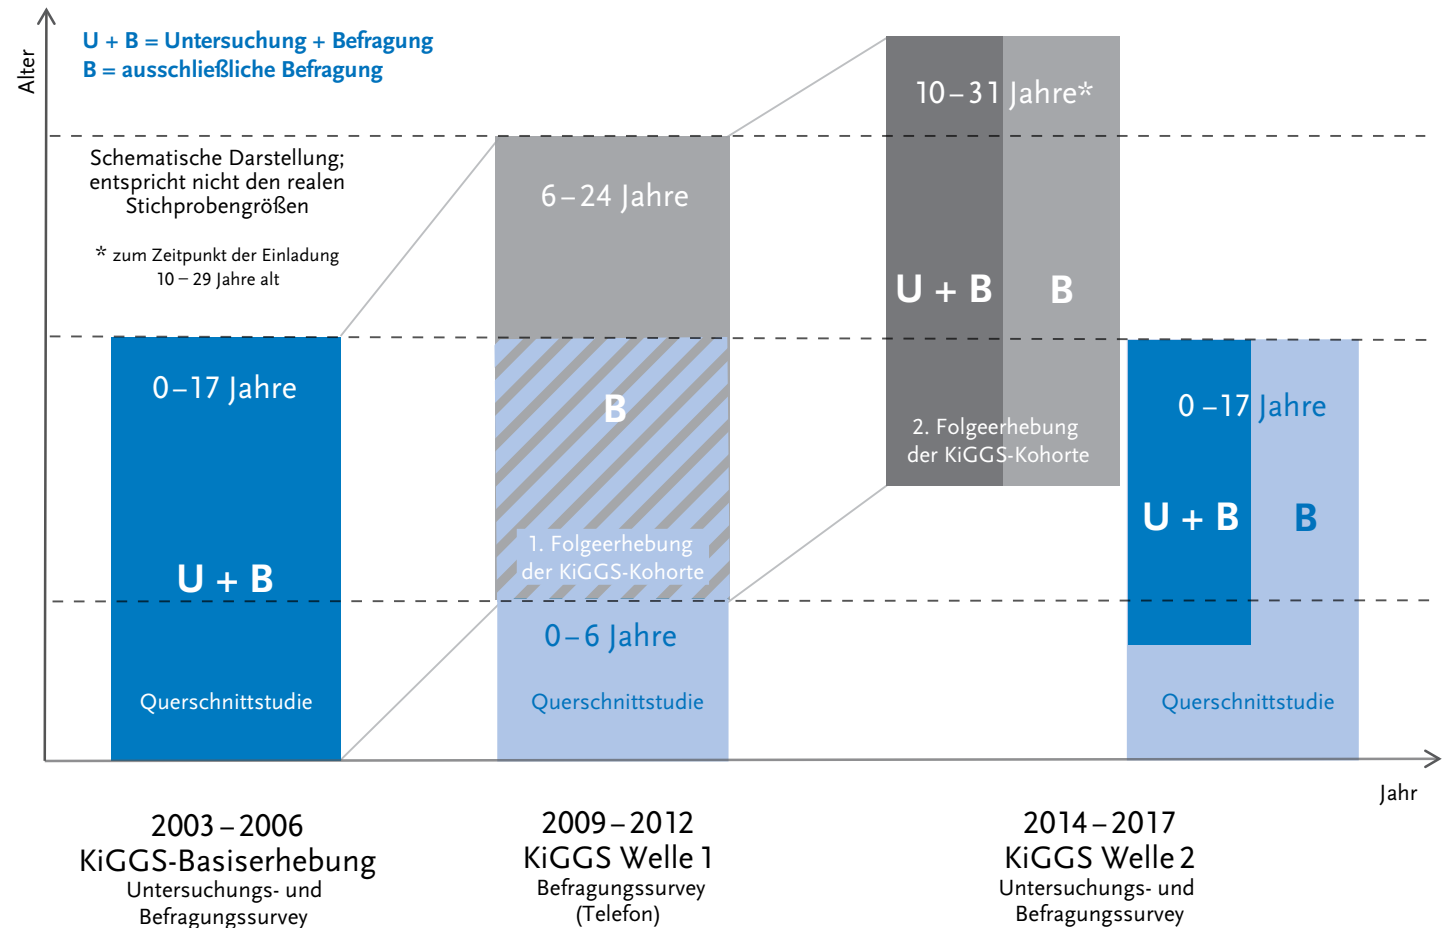 Alter
U + B = Untersuchung + Befragung
B = ausschließliche Befragung
Schematische Darstellung;
entspricht nicht den realen
Stichprobengrößen
* zum Zeitpunkt der Einladung
10 – 29 Jahre alt
0 – 17 Jahre
U + B
Querschnittstudie
6 – 24 Jahre
B
1. Folgeerhebung
der KiGGS-Kohorte
0 – 6 Jahre
Querschnittstudie
10 – 31 Jahre*
U + B
B
2. Folgeerhebung
der KiGGS-Kohorte
0 – 17 Jahre
U + B
B
Querschnittstudie
Jahr
2003 – 2006
KiGGS-Basiserhebung
Untersuchungs- und
Befragungssurvey
2009 – 2012
KiGGS Welle 1
Befragungssurvey
(Telefon)
2014 – 2017
KiGGS Welle 2
Untersuchungs- und
Befragungssurvey